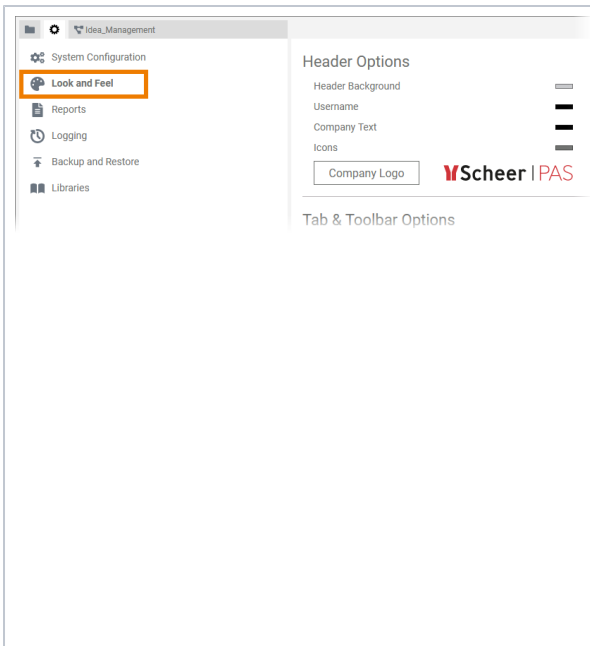 Idea_Management
System Configuration
Look and Feel
Reports
Logging
Backup and Restore
Libraries
Header Options
Header Background
Username
Company Text
Icons
Company Logo
Scheer | PAS
Tab & Toolbar Options